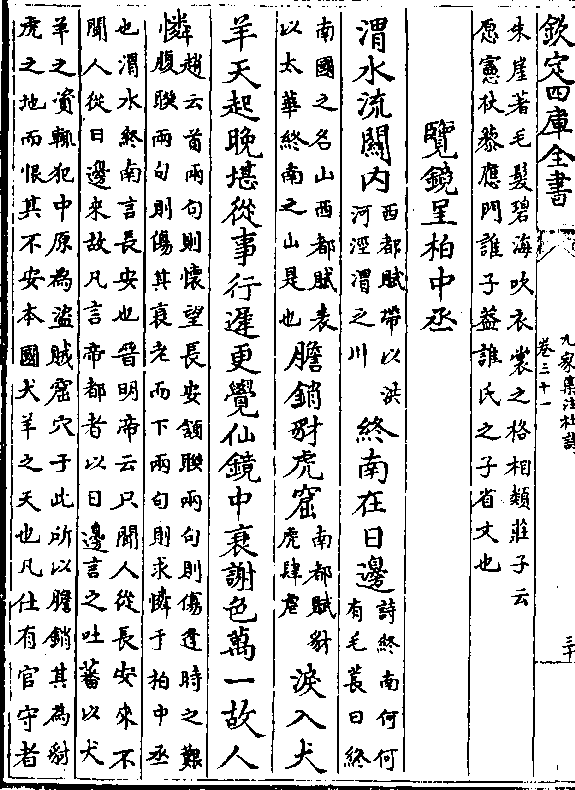 欽定四庫全書
九家集注杜詩
卷三十一
三十
朱崖著毛髮碧海吹衣裳之格相類莊子云
愿憲杖藜應門誰子蓋誰氏之子省文也
覽鏡呈柏中丞
渭水流關内
西都賦帶以洪
河涇渭之川
終南在日邊
詩終南何何
有毛萇曰終
南國之名山西都賦表
以太華終南之山是也
膽銷豺虎窟
南都賦豺
虎肆虐
淚入犬
羊天起晚堪從事行遲更覺仙鏡中衰謝色萬一故人
憐
趙云首兩句則懷望長安頷聯兩句則傷逢時之艱
腹聯兩句則傷其衰老而下兩句則求憐于柏中丞
也渭水終南言長安也晉明帝云只聞人從長安來不
聞人從日邊來故凡言帝都者以日邊言之吐蕃以犬
羊之資輒犯中原為盜賊窟穴于此所以膽銷其為豺
虎之地而恨其不安本國犬羊之天也凡仕有官守者